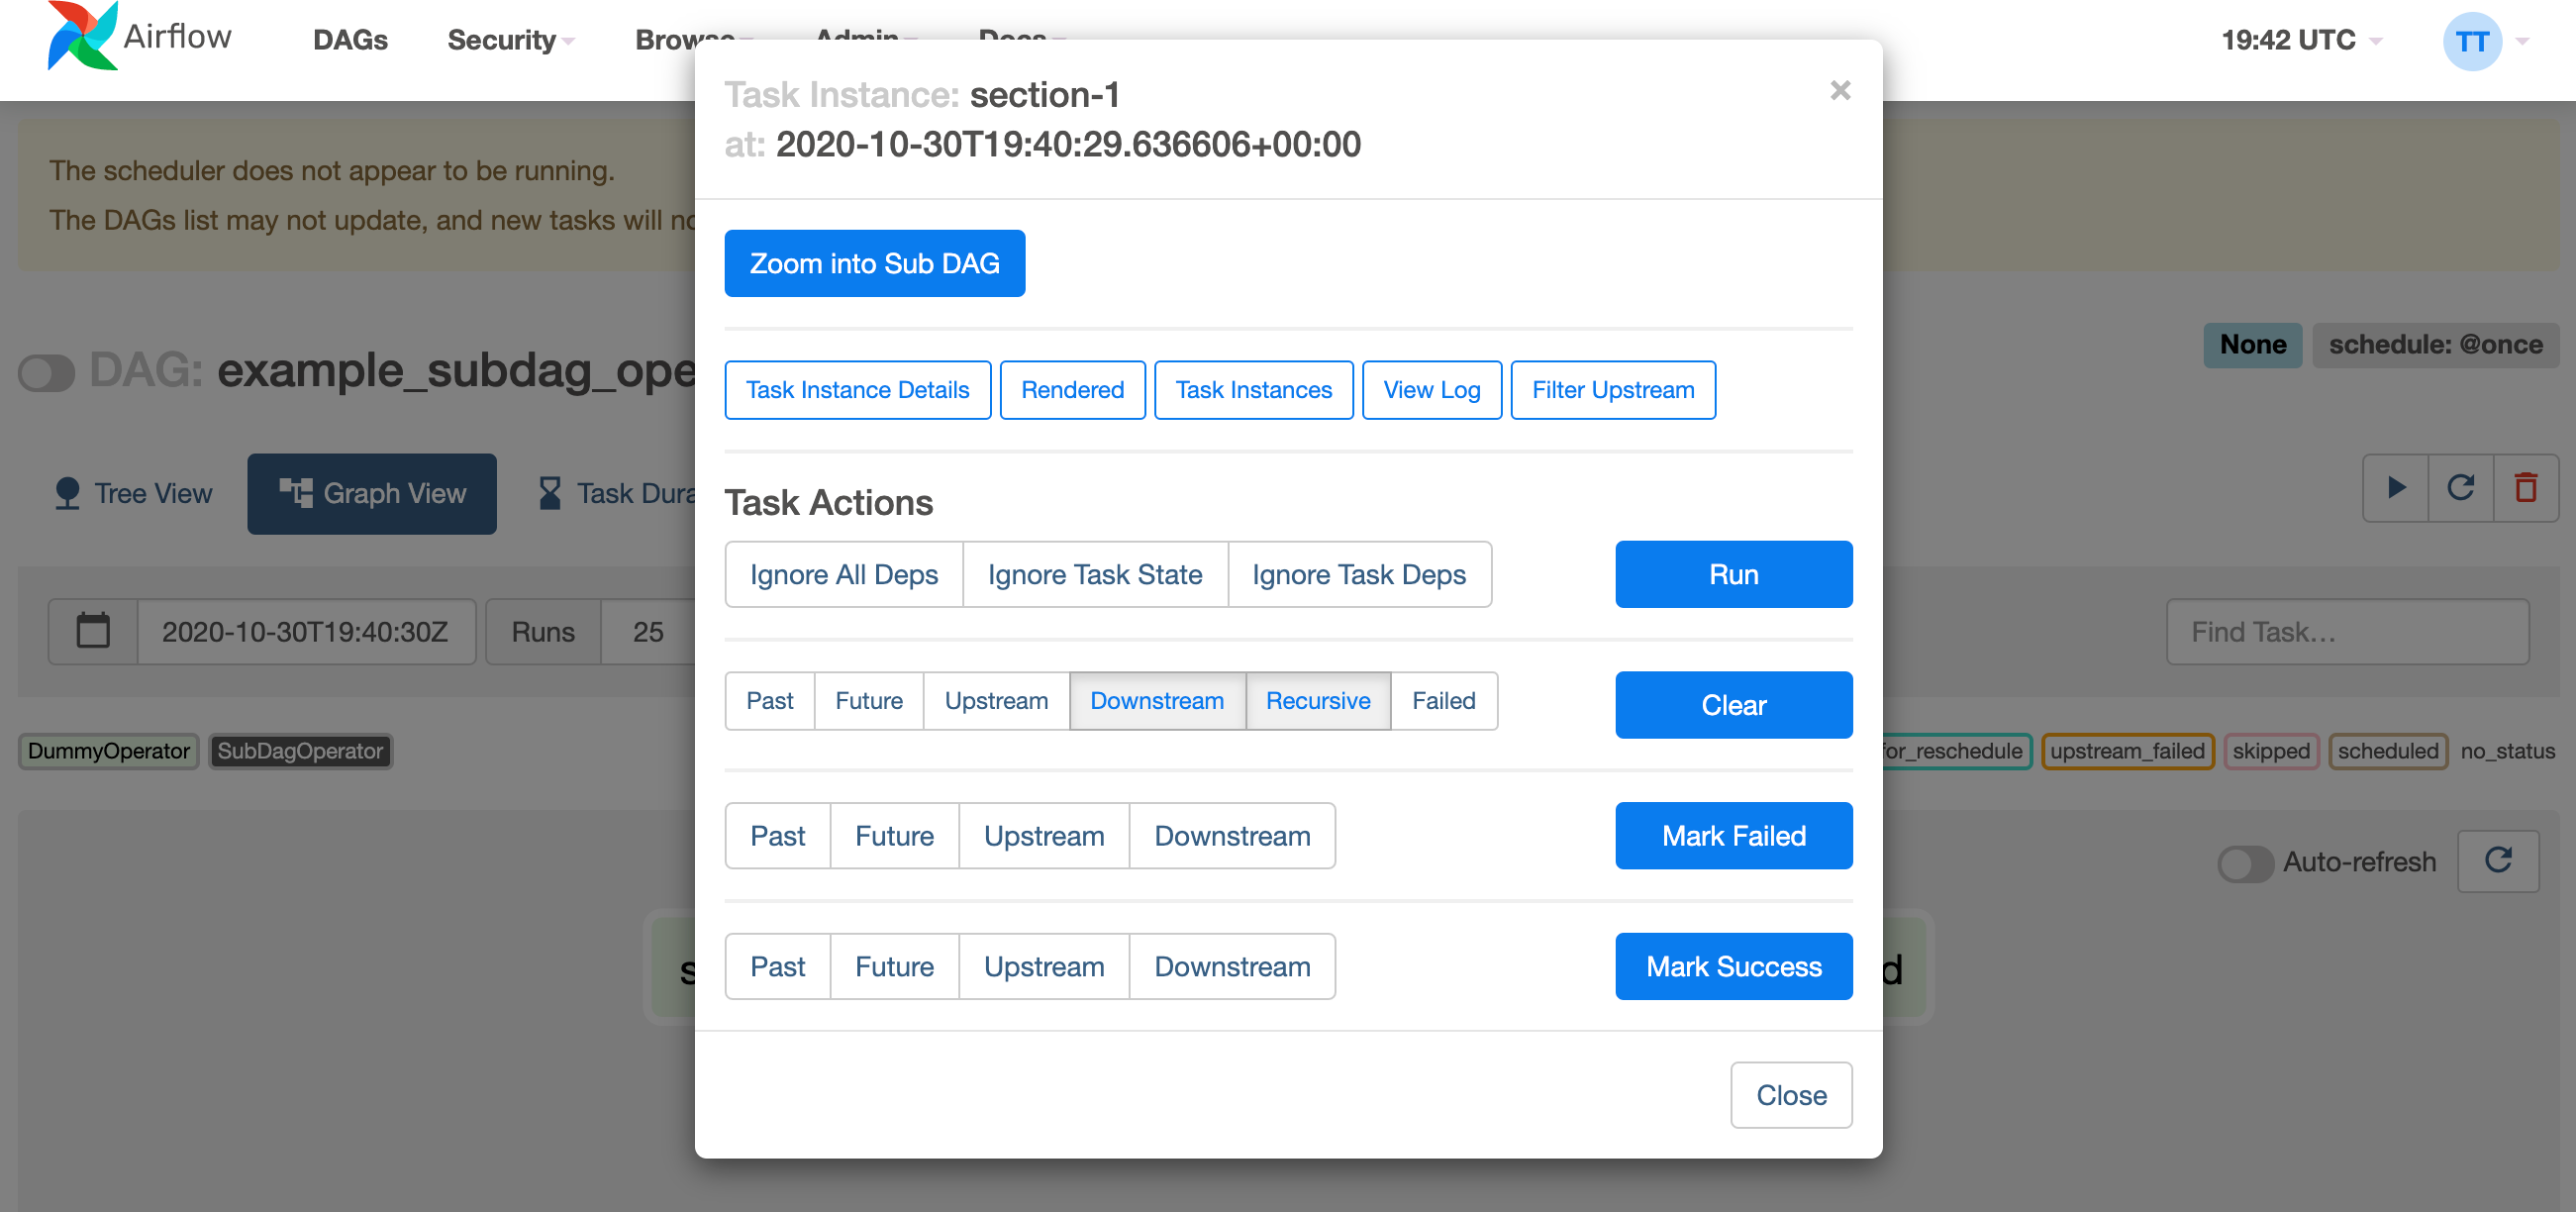 Airflow DAGs Security Browse Admin Docs 19:42 UTC TT
Task Instance: section-1 ×
at: 2020-10-30T19:40:29.636606+00:00
The scheduler does not appear to be running.
The DAGs list may not update, and new tasks will
Zoom into Sub DAG
DAG: example_subdag_ope
None schedule: @once
Task Instance Details Rendered Task Instances View Log Filter Upstream
Tree View Graph View Task
Task Actions
Ignore All Deps Ignore Task State Ignore Task Deps Run
2020-10-30T19:40:30Z Runs 25
Find Task…
Past Future Upstream Downstream Recursive Failed Clear
DummyOperator SubDagOperator
for_reschedule upstream_failed skipped scheduled no_status
Past Future Upstream Downstream Mark Failed
Auto-refresh
Past Future Upstream Downstream Mark Success
Close